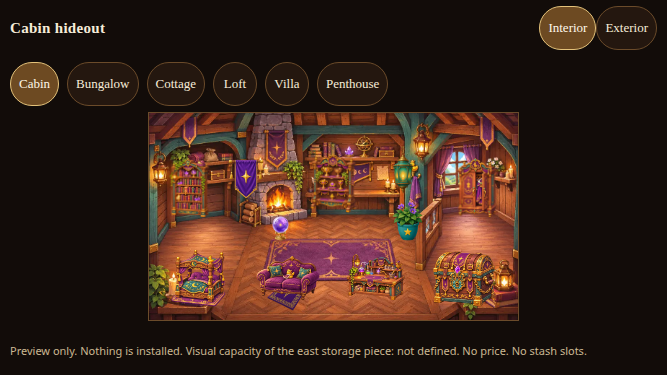 Cabin hideout
Interior Exterior
Cabin Bungalow Cottage Loft Villa Penthouse
Preview only. Nothing is installed. Visual capacity of the east storage piece: not defined. No price. No stash slots.